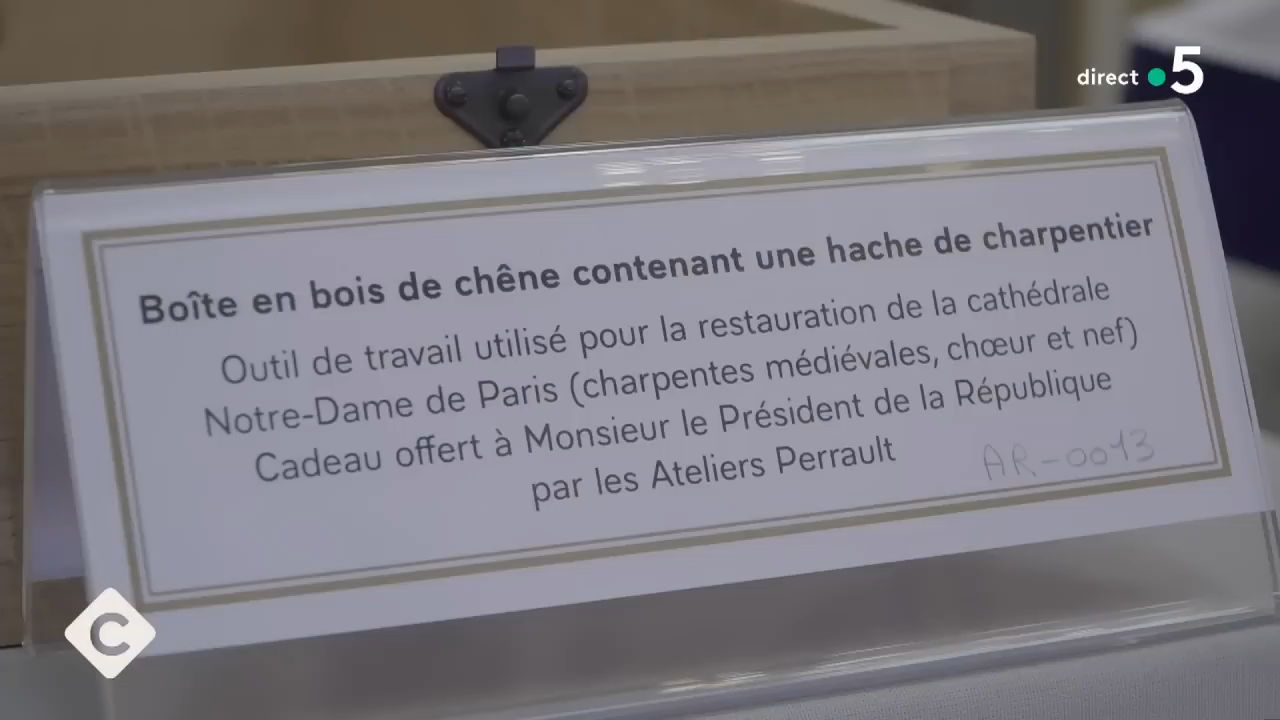 direct 5
Boîte en bois de chêne contenant une hache de charpentier
Outil de travail utilisé pour la restauration de la cathédrale
Notre-Dame de Paris (charpentes médiévales, chœur et nef)
Cadeau offert à Monsieur le Président de la République
par les Ateliers Perrault
AR-0013
C